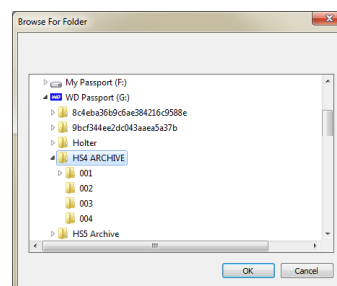 Browse For Folder
My Passport (F:)
WD WD Passport (G:)
8c4eba36b9c6ae384216c9588e
9bcf344ee2dc043aaea5a37b
Holter
HS4 ARCHIVE
001
002
003
004
HS5 Archive
OK Cancel